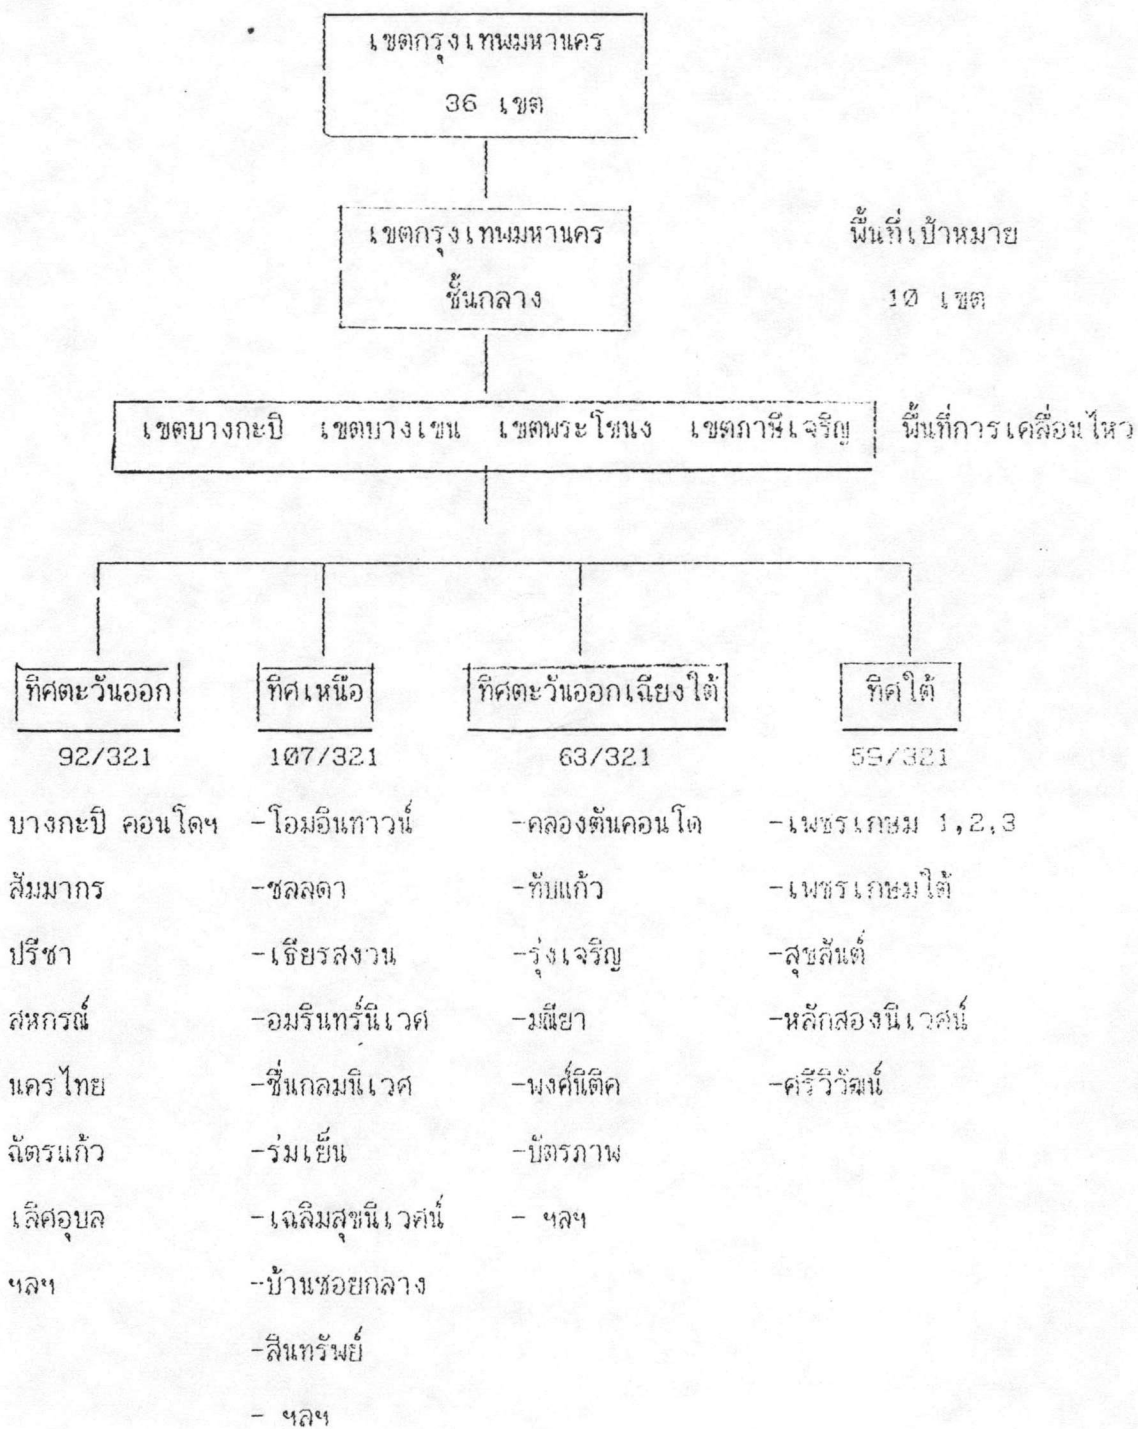 เขตกรุงเทพมหานคร
36 เขต
เขตกรุงเทพมหานคร
ชั้นกลาง
พื้นที่เป้าหมาย
10 เขต
เขตบางกะปิ เขตบางเขน เขตพระโขนง เขตภาษีเจริญ พื้นที่การเคลื่อนไหว
ทิศตะวันออก ทิศเหนือ ทิศตะวันออกเฉียงใต้ ทิศใต้
92/321 107/321 63/321 59/321
บางกะปิ คอนโดฯ -โอมอินทาวน์ -คลองตันคอนโด -เพชรเกษม 1,2,3
สัมมากร -ชลลดา -ทับแก้ว -เพชรเกษมใต้
ปรีชา -เธียรสงวน -รุ่งเจริญ -สุขสันต์
สหกรณ์ -อมรินทร์นิเวศ -มณียา -หลักสองนิเวศน์
นครไทย -ชื่นกลมนิเวศ -พงศ์นิติค -ศรีวิวัฒน์
ฉัตรแก้ว -ร่มเย็น -บัตรภาพ
เลิศอุบล -เฉลิมสุขนิเวศน์ - ฯลฯ
ฯลฯ -บ้านซอยกลาง
-สินทรัพย์
- ฯลฯ